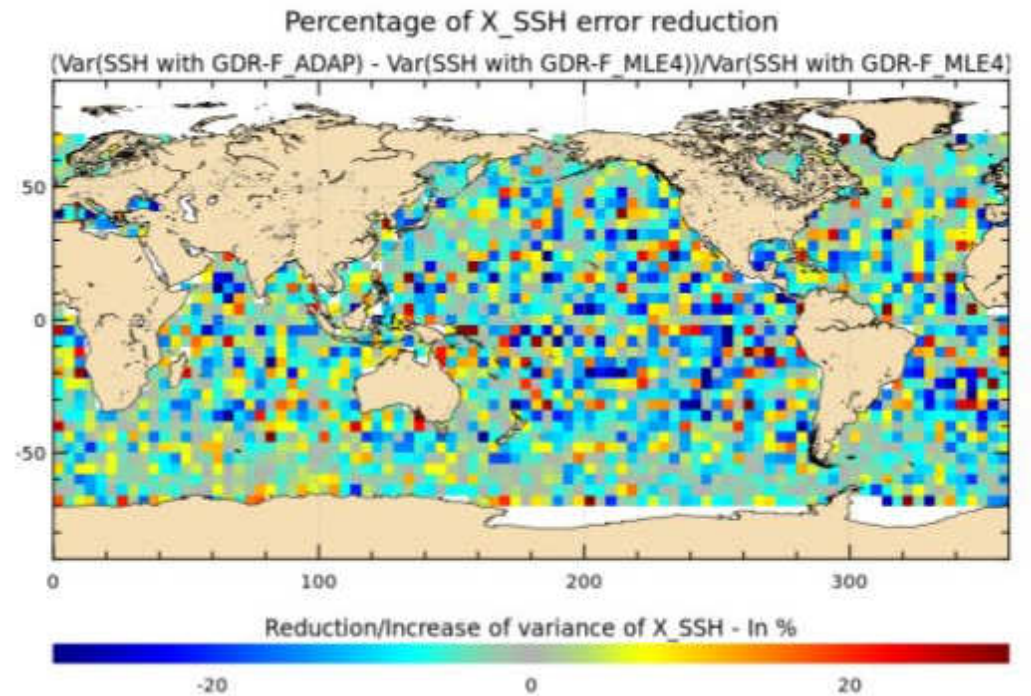 Percentage of X_SSH error reduction
(Var(SSH with GDR-F_ADAP) - Var(SSH with GDR-F_MLE4))/Var(SSH with GDR-F_MLE4)
50
0
-50
0 100 200 300
Reduction/Increase of variance of X_SSH - In %
-20 0 20